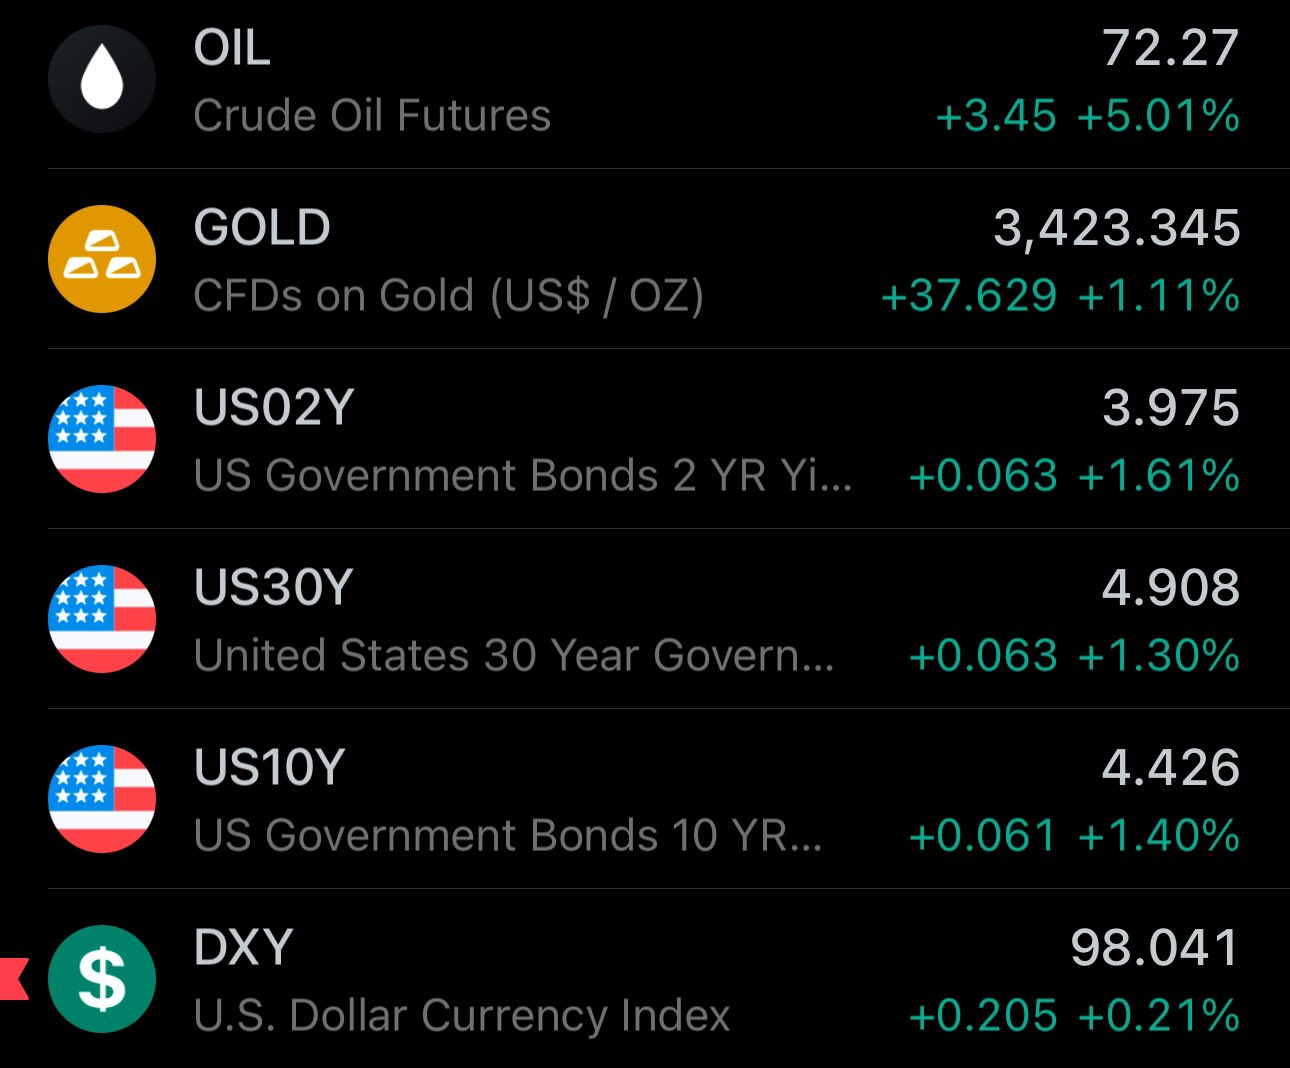 OIL 72.27
Crude Oil Futures +3.45 +5.01%
GOLD 3,423.345
CFDs on Gold (US$ / OZ) +37.629 +1.11%
US02Y 3.975
US Government Bonds 2 YR Yi... +0.063 +1.61%
US30Y 4.908
United States 30 Year Govern... +0.063 +1.30%
US10Y 4.426
US Government Bonds 10 YR... +0.061 +1.40%
$
DXY 98.041
U.S. Dollar Currency Index +0.205 +0.21%